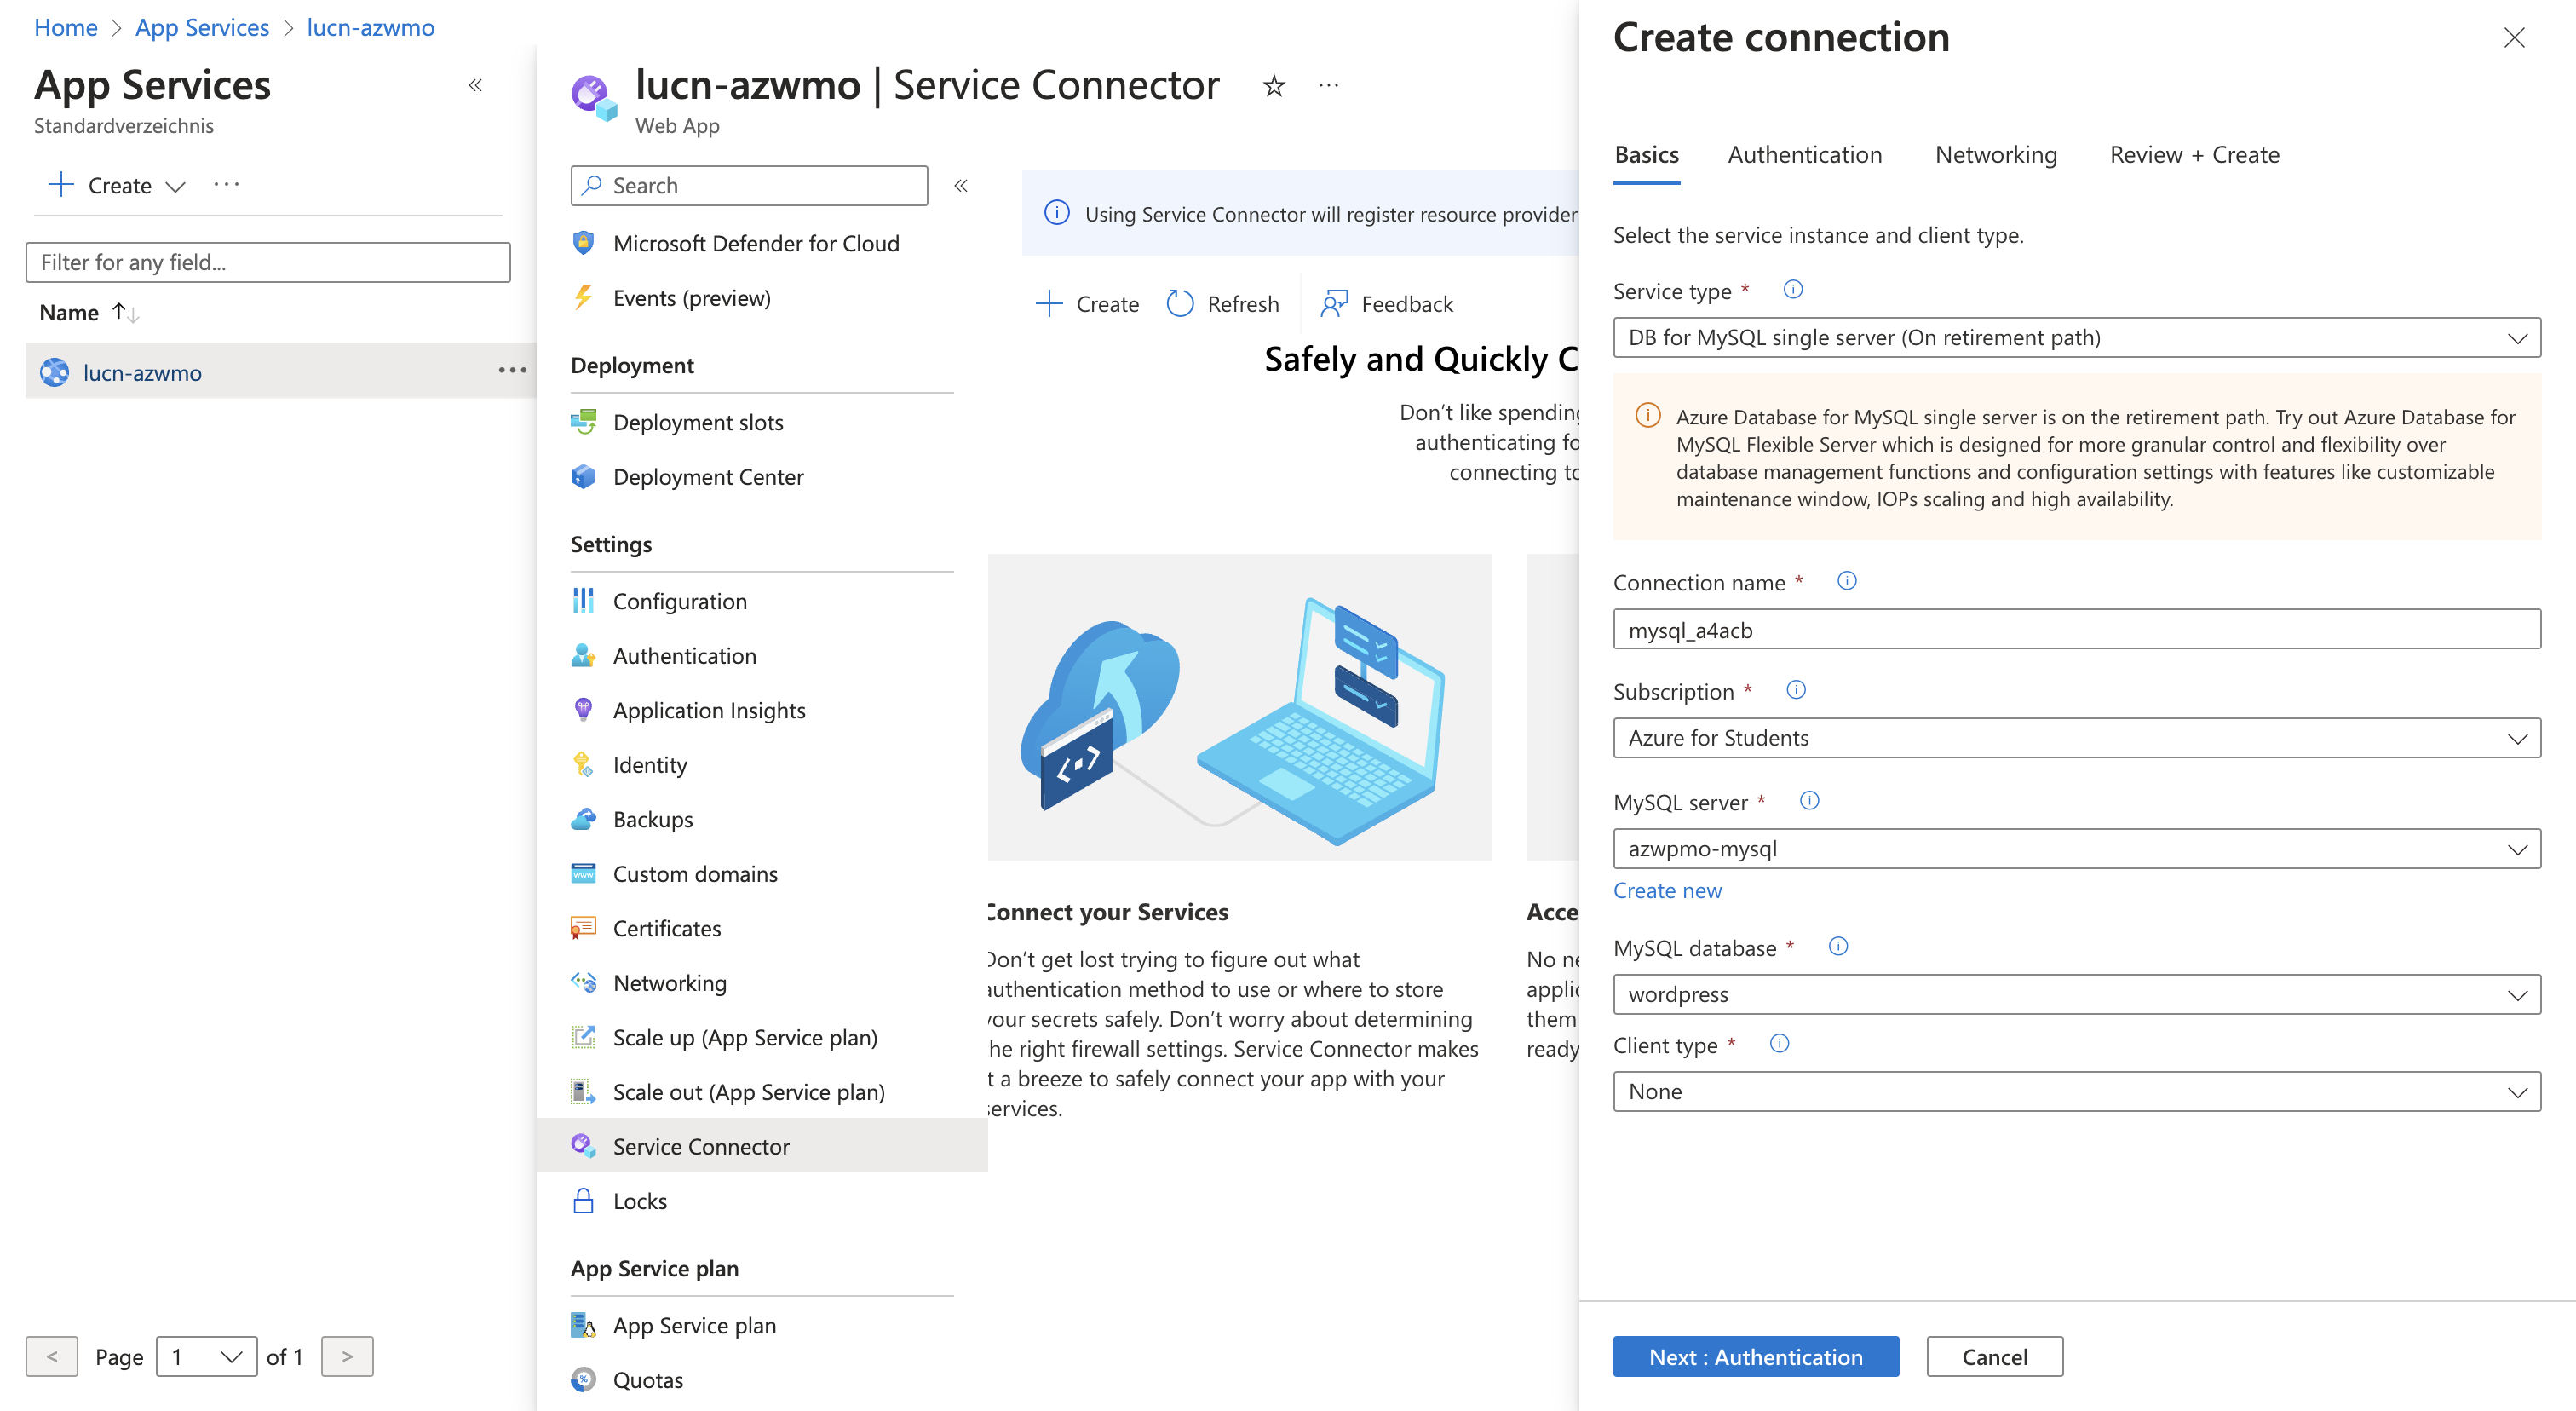 Home > App Services > lucn-azwmo
App Services
Standardverzeichnis
Create
Filter for any field...
Name
lucn-azwmo
< Page 1 of 1 >
lucn-azwmo | Service Connector
Web App
Search
Microsoft Defender for Cloud
Events (preview)
Deployment
Deployment slots
Deployment Center
Settings
Configuration
Authentication
Application Insights
Identity
Backups
Custom domains
Certificates
Networking
Scale up (App Service plan)
Scale out (App Service plan)
Service Connector
Locks
App Service plan
App Service plan
Quotas
Using Service Connector will register resource provider
Create Refresh Feedback
Safely and Quickly C
Don't like spending
authenticating fo
connecting to
Connect your Services
Don't get lost trying to figure out what
authentication method to use or where to store
your secrets safely. Don't worry about determining
the right firewall settings. Service Connector makes
it a breeze to safely connect your app with your
services.
Acce
No ne
applic
them
ready
Create connection
Basics Authentication Networking Review + Create
Select the service instance and client type.
Service type *
DB for MySQL single server (On retirement path)
Azure Database for MySQL single server is on the retirement path. Try out Azure Database for
MySQL Flexible Server which is designed for more granular control and flexibility over
database management functions and configuration settings with features like customizable
maintenance window, IOPs scaling and high availability.
Connection name *
mysql_a4acb
Subscription *
Azure for Students
MySQL server *
azwpmo-mysql
Create new
MySQL database *
wordpress
Client type *
None
Next : Authentication Cancel